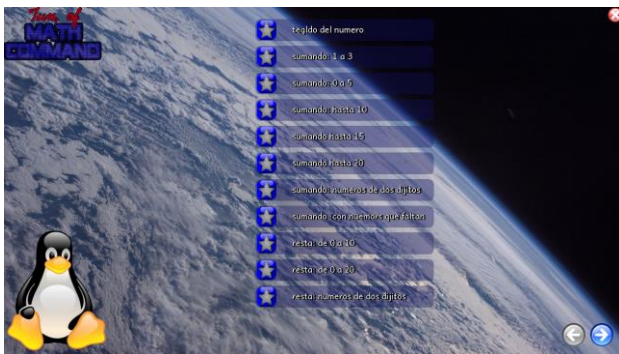 Tux, of
MATH
COMMAND
tegldo del numero
sumando: 1 a 3
sumando: 0 a 5
sumando: hasta 10
sumando hasta 15
sumando hasta 20
sumando: numeros de dos dijitos
sumando: con nuemors que faltan
resta: de 0 a 10
resta: de 0 a 20
resta: numeros de dos dijitos